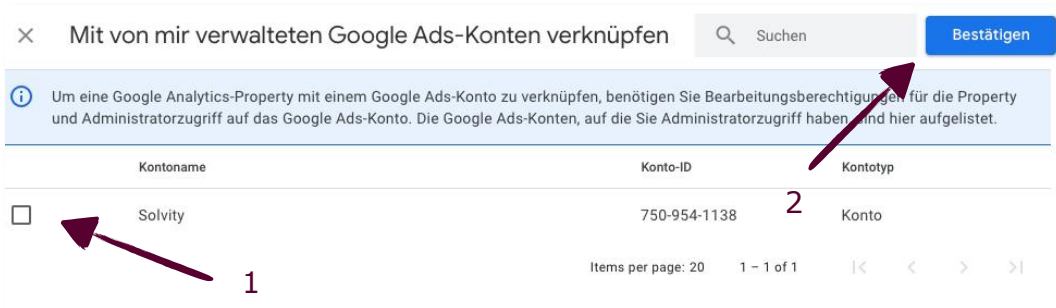 Mit von mir verwalteten Google Ads-Konten verknüpfen
Suchen
Bestätigen
Um eine Google Analytics-Property mit einem Google Ads-Konto zu verknüpfen, benötigen Sie Bearbeitungsberechtigungen für die Property
und Administratorzugriff auf das Google Ads-Konto. Die Google Ads-Konten, auf die Sie Administratorzugriff haben, sind hier aufgelistet.
Kontoname Konto-ID Kontotyp
Solvity 750-954-1138 Konto
2
Items per page: 20 1 – 1 of 1
1